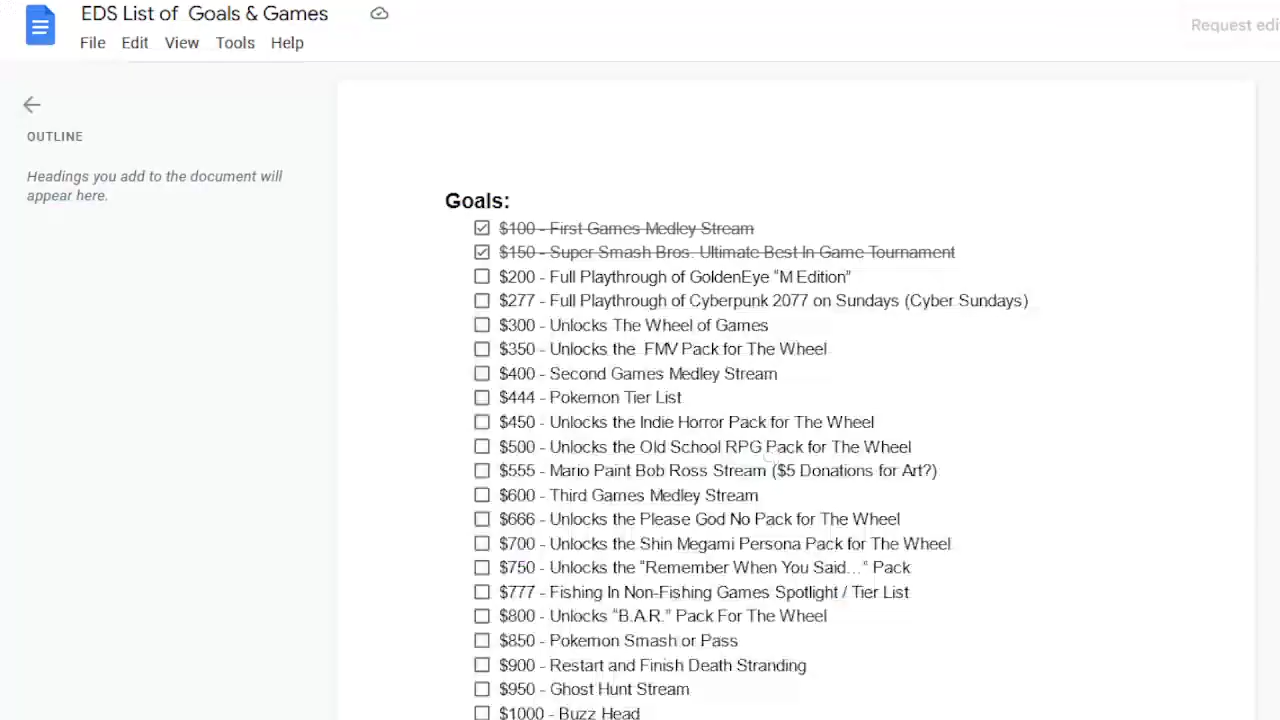 EDS List of  Goals & Games
Request edi
File Edit View Tools Help
OUTLINE
Headings you add to the document will
appear here.
Goals:
$100 - First Games Medley Stream
$150 - Super Smash Bros. Ultimate Best In Game Tournament
$200 - Full Playthrough of GoldenEye “M Edition”
$277 - Full Playthrough of Cyberpunk 2077 on Sundays (Cyber Sundays)
$300 - Unlocks The Wheel of Games
$350 - Unlocks the  FMV Pack for The Wheel
$400 - Second Games Medley Stream
$444 - Pokemon Tier List
$450 - Unlocks the Indie Horror Pack for The Wheel
$500 - Unlocks the Old School RPG Pack for The Wheel
$555 - Mario Paint Bob Ross Stream ($5 Donations for Art?)
$600 - Third Games Medley Stream
$666 - Unlocks the Please God No Pack for The Wheel
$700 - Unlocks the Shin Megami Persona Pack for The Wheel
$750 - Unlocks the “Remember When You Said...“ Pack
$777 - Fishing In Non-Fishing Games Spotlight / Tier List
$800 - Unlocks “B.A.R.” Pack For The Wheel
$850 - Pokemon Smash or Pass
$900 - Restart and Finish Death Stranding
$950 - Ghost Hunt Stream
$1000 - Buzz Head